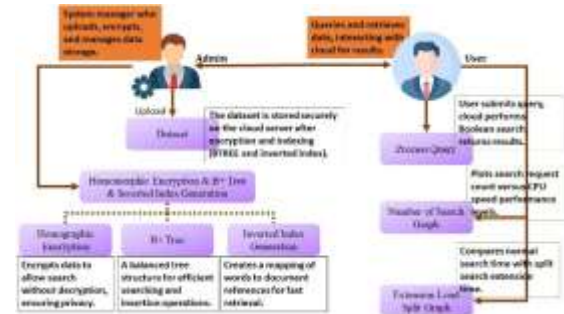 System manager who
uploads, encrypts,
and manages data
storage.
Queries and retrieves
data, interacting with
cloud for results.
Admin
User
Upload
Dataset
The dataset is stored securely
on the cloud server after
encryption and indexing
(BTREE and inverted index).
User submits query,
cloud performs
Boolean search
returns results.
Process Query
Homomorphic Encryption & B+ Tree
& Inverted Index Generation
Plots search request
count versus CPU
speed performance
levels.
Number of Search
Graph
Homographic
Encryption
B+ Tree
Inverted Index
Generation
Encrypts data to
allow search
without decryption,
ensuring privacy.
A balanced tree
structure for efficient
searching and
insertion operations.
Creates a mapping of
words to document
references for fast
retrieval.
Compares normal
search time with split
search extension
time.
Extension Load
Split Graph